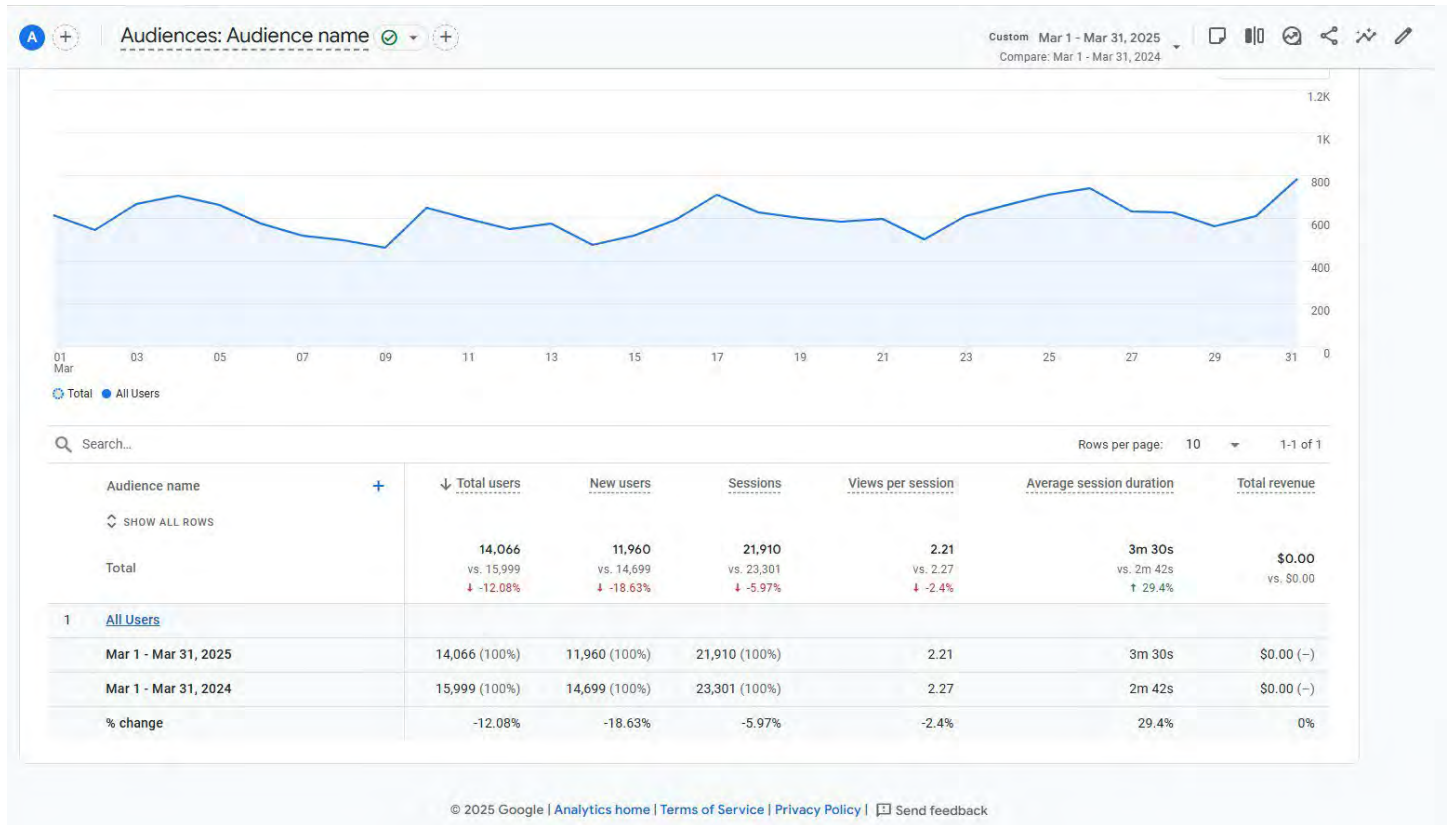 A
Audiences: Audience name
Custom Mar 1 - Mar 31, 2025
Compare: Mar 1 - Mar 31, 2024
1.2K
1K
800
600
400
200
0
01 03 05 07 09 11 13 15 17 19 21 23 25 27 29 31
Mar
Total All Users
Search...
Rows per page: 10 1-1 of 1
Audience name + Total users New users Sessions Views per session Average session duration Total revenue
SHOW ALL ROWS
Total
14,066 11,960 21,910 2.21 3m 30s $0.00
vs. 15,999 vs. 14,699 vs. 23,301 vs. 2.27 vs. 2m 42s vs. $0.00
↓ -12.08% ↓ -18.63% ↓ -5.97% ↓ -2.4% ↑ 29.4%
1 All Users
Mar 1 - Mar 31, 2025 14,066 (100%) 11,960 (100%) 21,910 (100%) 2.21 3m 30s $0.00 (–)
Mar 1 - Mar 31, 2024 15,999 (100%) 14,699 (100%) 23,301 (100%) 2.27 2m 42s $0.00 (–)
% change -12.08% -18.63% -5.97% -2.4% 29.4% 0%
© 2025 Google | Analytics home | Terms of Service | Privacy Policy | Send feedback